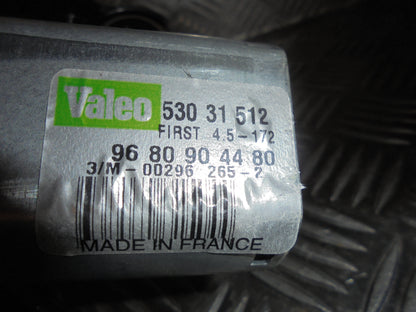 Valeo 530 31 512
FIRST 4.5-172
96 80 90 44 80
3/M-00296 265-2
MADE IN FRANCE